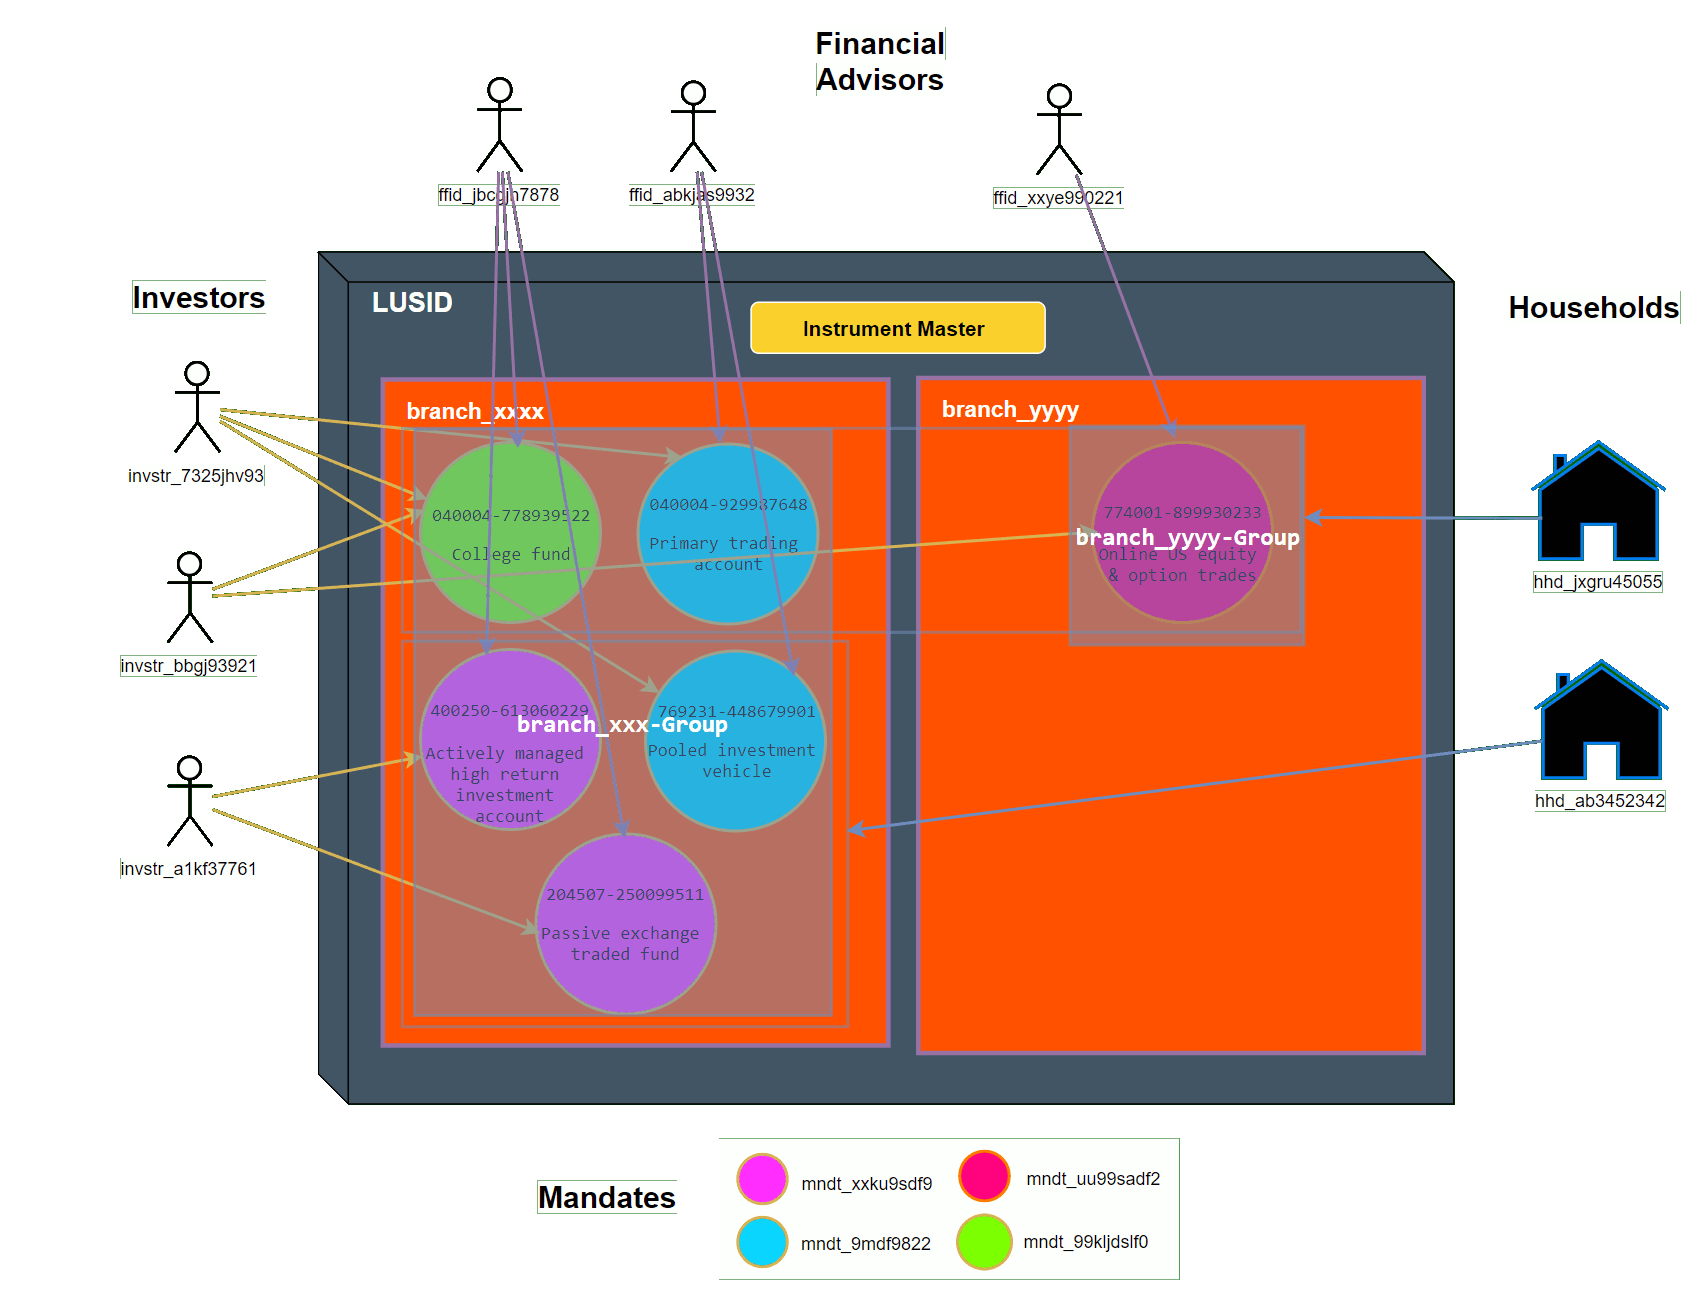 Financial
Advisors
ffid_jbcgjh7878
ffid_abkjas9932
ffid_xxye990221
Investors
LUSID
Instrument Master
Households
branch_xxxx
branch_yyyy
invstr_7325jhv93
040004-778939522
College fund
040004-929987648
Primary trading
account
774001-899930233
branch_yyyy-Group
Online US equity
& option trades
hhd_jxgru45055
invstr_bbgj93921
400250-613060229
769231-448679901
branch_xxx-Group
Actively managed
high return
investment
account
Pooled investment
vehicle
hhd_ab3452342
invstr_a1kf37761
204507-250099511
Passive exchange
traded fund
Mandates
mndt_xxku9sdf9
mndt_uu99sadf2
mndt_9mdf9822
mndt_99kljdslf0